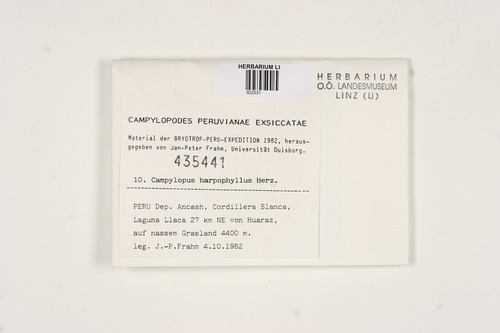 HERBARIUM LI
922531
HERBARIUM
O.Ö. LANDESMUSEUM
LINZ (LI)
CAMPYLOPODES PERUVIANAE EXSICCATAE
Material der BRYOTROP-PERU-EXPEDITION 1982, heraus-
gegeben von Jan-Peter Frahm, Universität Duisburg.
435441
10. Campylopus harpophyllus Herz.
PERU Dep. Ancash, Cordillera Blanca,
Laguna Llaca 27 km NE von Huaraz,
auf nassem Grasland 4400 m.
leg. J.-P.Frahm 4.10.1982